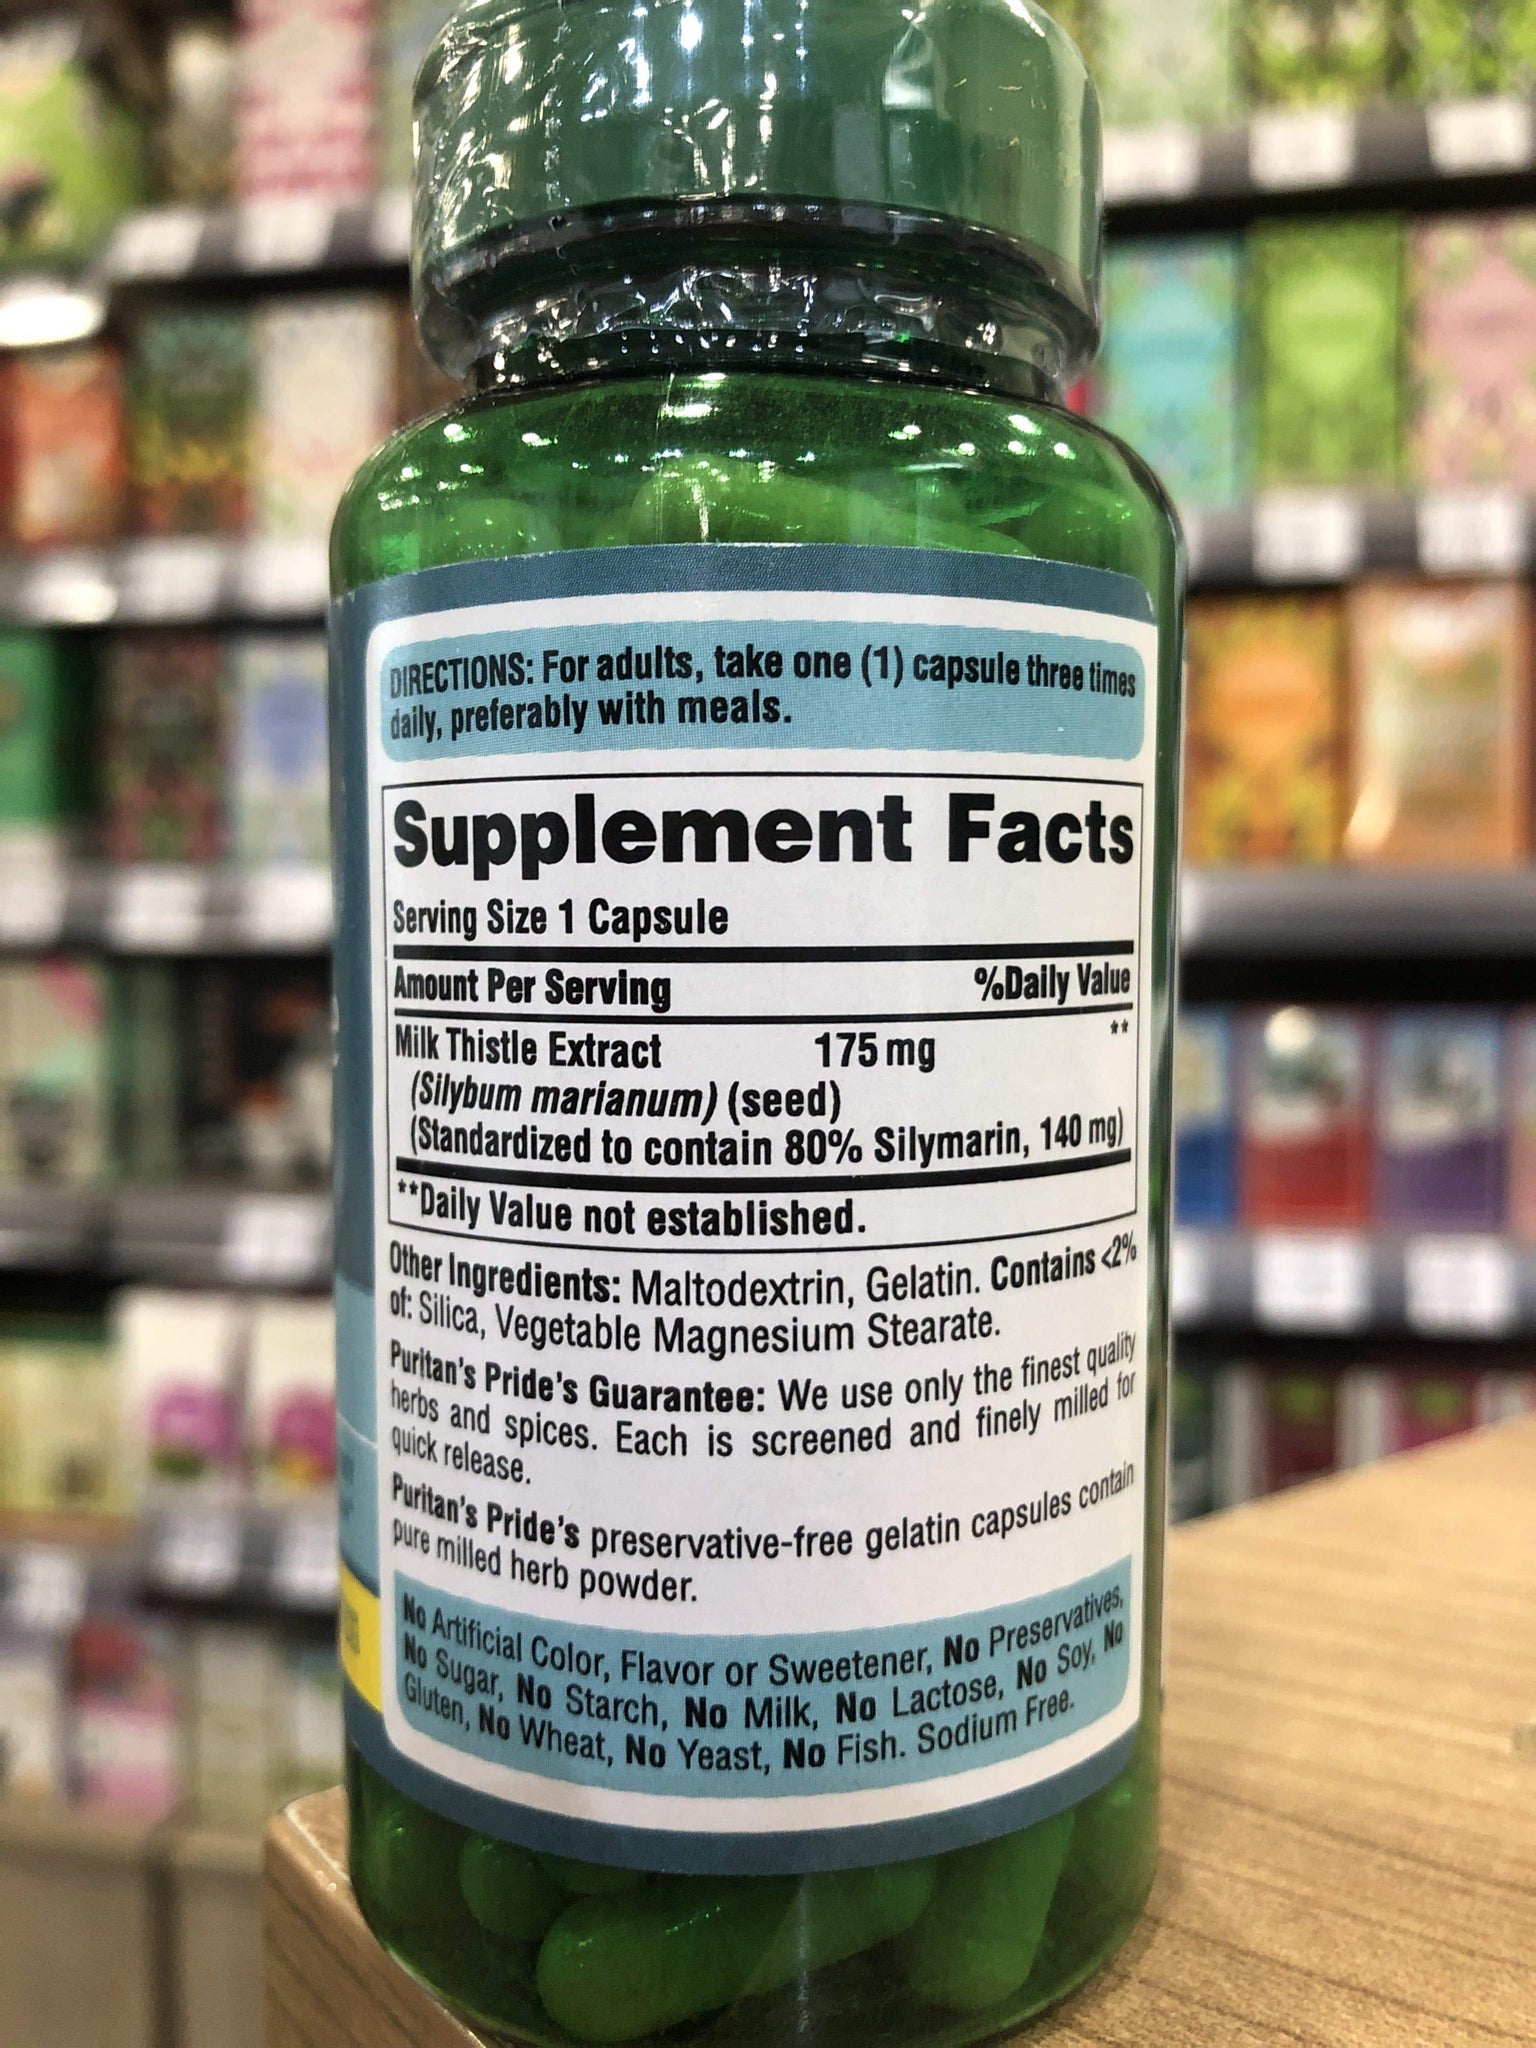 DIRECTIONS: For adults, take one (1) capsule three times
daily, preferably with meals.
Supplement Facts
Serving Size 1 Capsule
Amount Per Serving %Daily Value
Milk Thistle Extract 175 mg **
(Silybum marianum) (seed)
(Standardized to contain 80% Silymarin, 140 mg)
**Daily Value not established.
Other Ingredients: Maltodextrin, Gelatin. Contains <2%
of: Silica, Vegetable Magnesium Stearate.
Puritan's Pride's Guarantee: We use only the finest quality
herbs and spices. Each is screened and finely milled for
quick release.
Puritan's Pride's preservative-free gelatin capsules contain
pure milled herb powder.
No Artificial Color, Flavor or Sweetener, No Preservatives,
No Sugar, No Starch, No Milk, No Lactose, No Soy, No
Gluten, No Wheat, No Yeast, No Fish. Sodium Free.